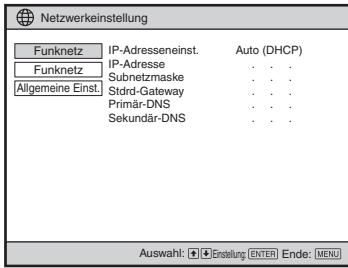 Netzwerkeinstellung
Funknetz IP-Adresseneinst. Auto (DHCP)
Funknetz IP-Adresse . . .
Allgemeine Einst. Subnetzmaske . . .
Stdrd-Gateway . . .
Primär-DNS . . .
Sekundär-DNS . . .
Auswahl: Einstellung: ENTER Ende: MENU